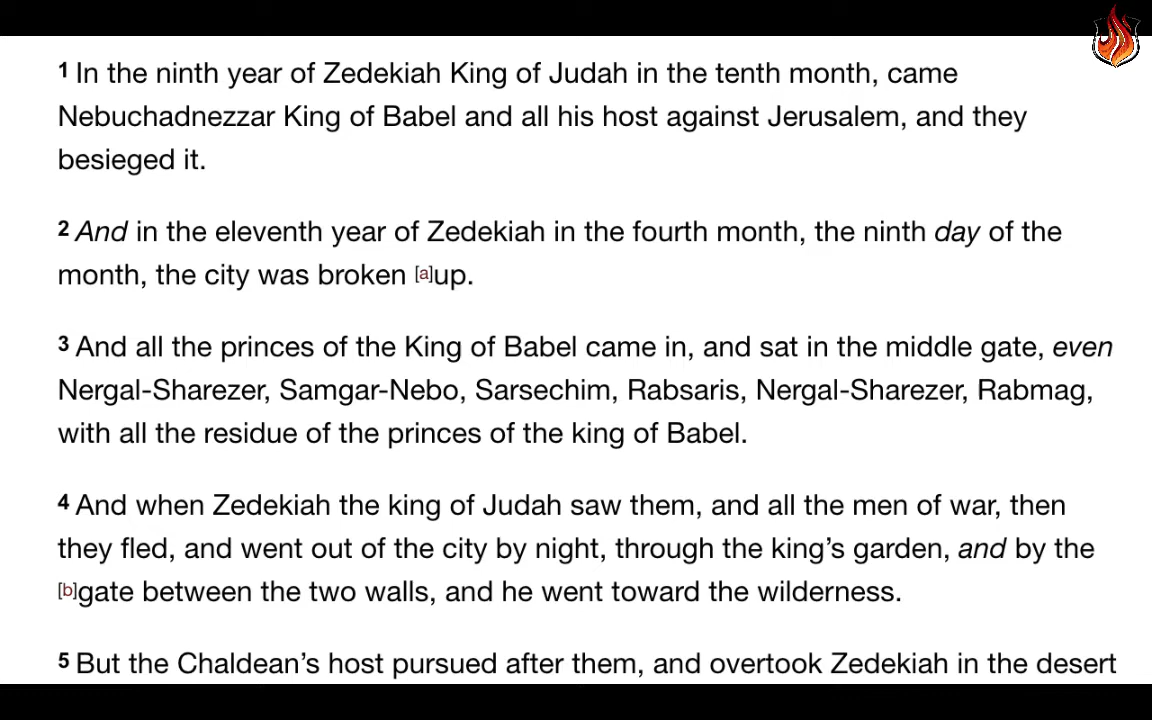 1 In the ninth year of Zedekiah King of Judah in the tenth month, came
Nebuchadnezzar King of Babel and all his host against Jerusalem, and they
besieged it.
2 And in the eleventh year of Zedekiah in the fourth month, the ninth day of the
month, the city was broken [a]up.
3 And all the princes of the King of Babel came in, and sat in the middle gate, even
Nergal-Sharezer, Samgar-Nebo, Sarsechim, Rabsaris, Nergal-Sharezer, Rabmag,
with all the residue of the princes of the king of Babel.
4 And when Zedekiah the king of Judah saw them, and all the men of war, then
they fled, and went out of the city by night, through the king’s garden, and by the
[b]gate between the two walls, and he went toward the wilderness.
5 But the Chaldean’s host pursued after them, and overtook Zedekiah in the desert